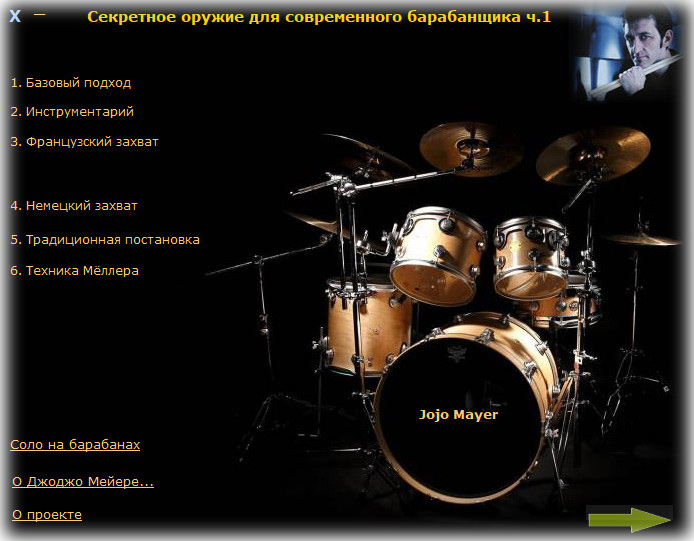 X –
Секретное оружие для современного барабанщика ч.1
1. Базовый подход
2. Инструментарий
3. Французский захват
4. Немецкий захват
5. Традиционная постановка
6. Техника Мёллера
Jojo Mayer
Соло на барабанах
О Джоджо Мейере...
О проекте